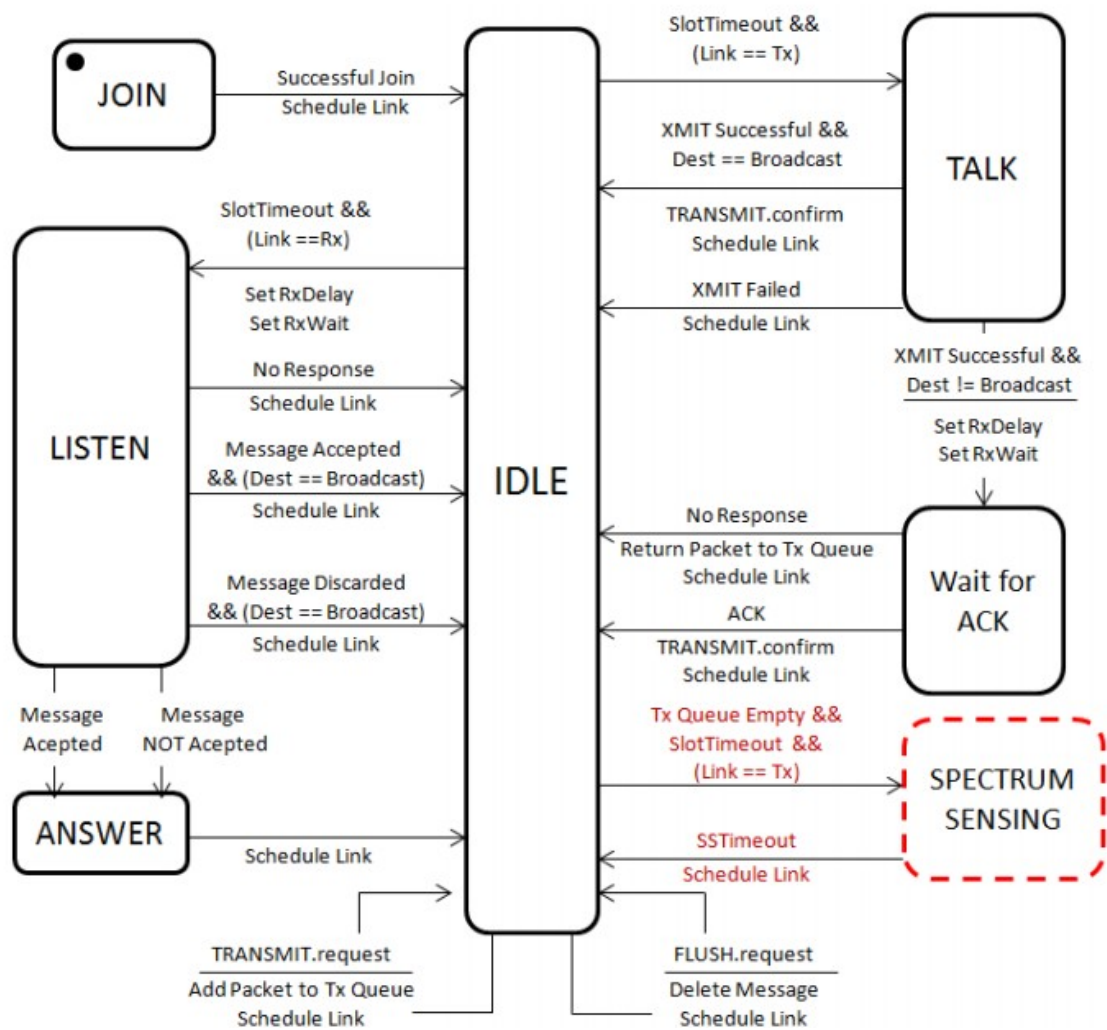 JOIN
Successful Join
Schedule Link
SlotTimeout &&
(Link == Tx)
XMIT Successful &&
Dest == Broadcast
TRANSMIT.confirm
Schedule Link
XMIT Failed
Schedule Link
TALK
SlotTimeout &&
(Link ==Rx)
Set RxDelay
Set RxWait
No Response
Schedule Link
LISTEN
Message Accepted
&& (Dest == Broadcast)
Schedule Link
Message Discarded
&& (Dest == Broadcast)
Schedule Link
IDLE
XMIT Successful &&
Dest != Broadcast
Set RxDelay
Set RxWait
No Response
Return Packet to Tx Queue
Schedule Link
ACK
TRANSMIT.confirm
Schedule Link
Wait for
ACK
Message
Acepted
Message
NOT Acepted
ANSWER
Schedule Link
Tx Queue Empty &&
SlotTimeout &&
(Link == Tx)
SPECTRUM
SENSING
SSTimeout
Schedule Link
TRANSMIT.request
Add Packet to Tx Queue
Schedule Link
FLUSH.request
Delete Message
Schedule Link